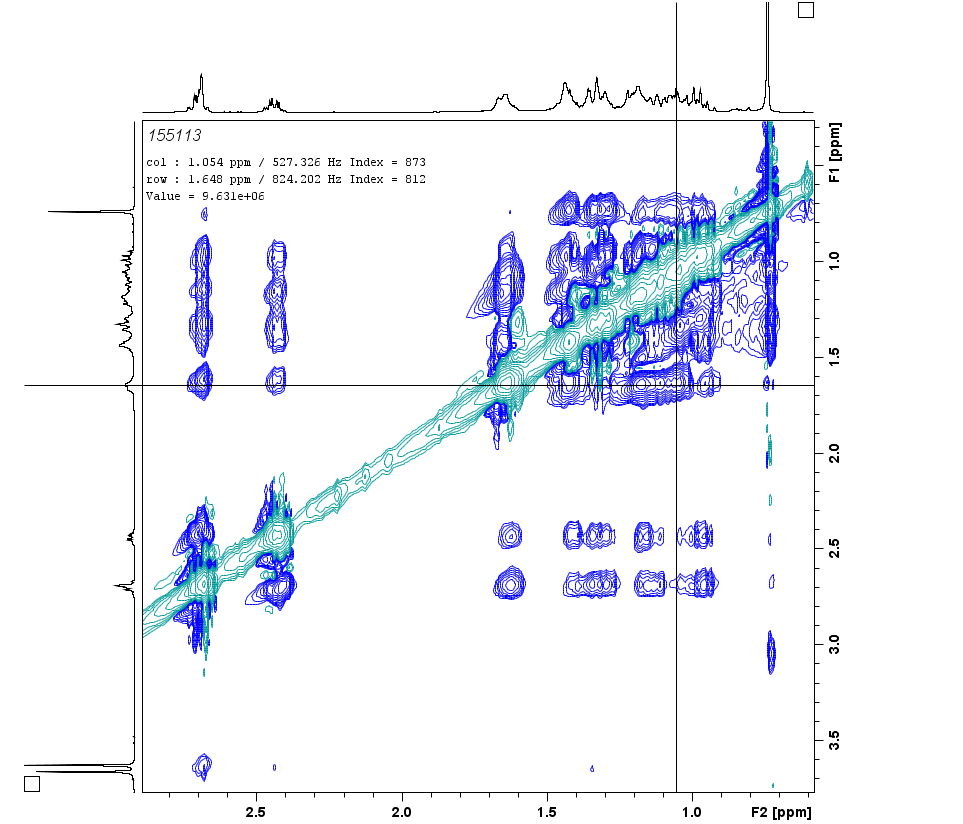 155113
col : 1.054 ppm / 527.326 Hz Index = 873
row : 1.648 ppm / 824.202 Hz Index = 812
Value = 9.631e+06
F1 [ppm]
1.0
1.5
2.0
2.5
3.0
3.5
2.5
2.0
1.5
1.0
F2 [ppm]